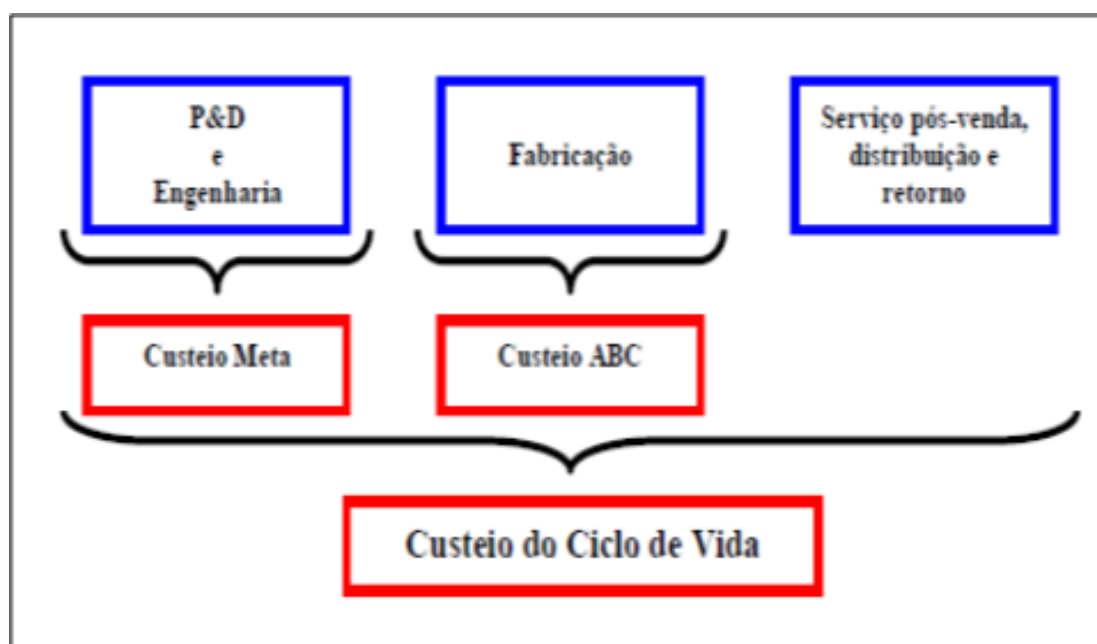 P&D
e
Engenharia
Fabricação
Serviço pós-venda,
distribuição e
retorno
Custeio Meta
Custeio ABC
Custeio do Ciclo de Vida